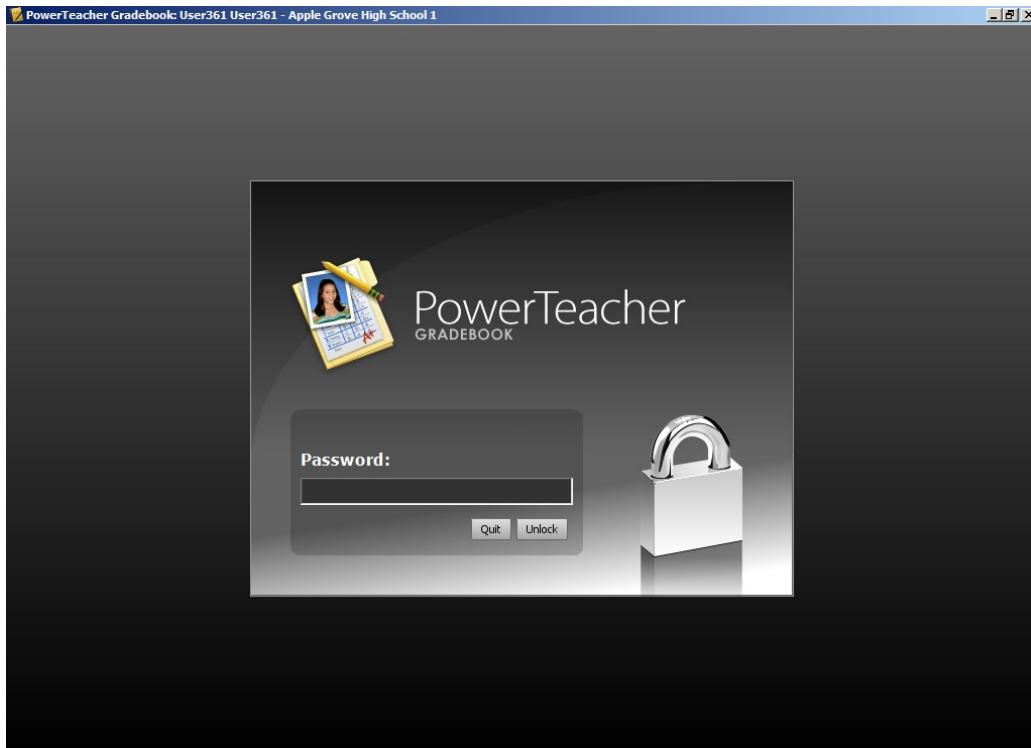 PowerTeacher Gradebook: User361 User361 - Apple Grove High School 1
PowerTeacher
GRADEBOOK
A+
Password:
Quit Unlock